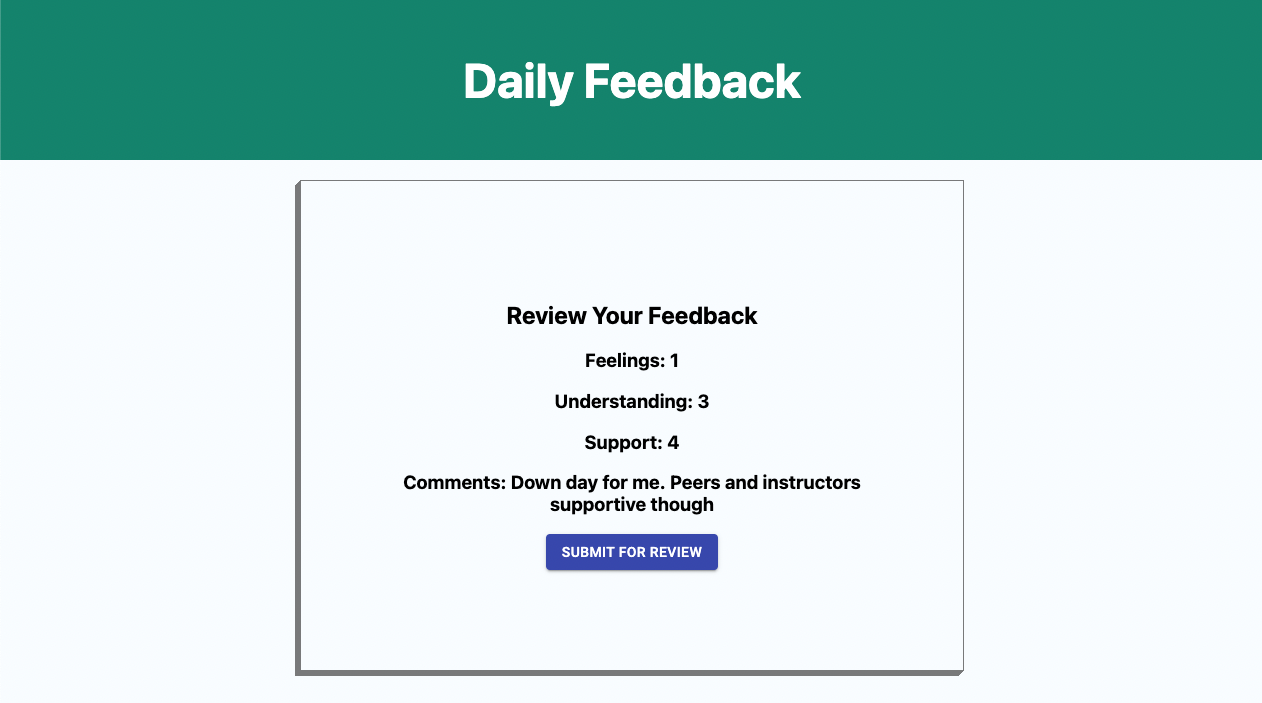 Daily Feedback
Review Your Feedback
Feelings: 1
Understanding: 3
Support: 4
Comments: Down day for me. Peers and instructors
supportive though
SUBMIT FOR REVIEW